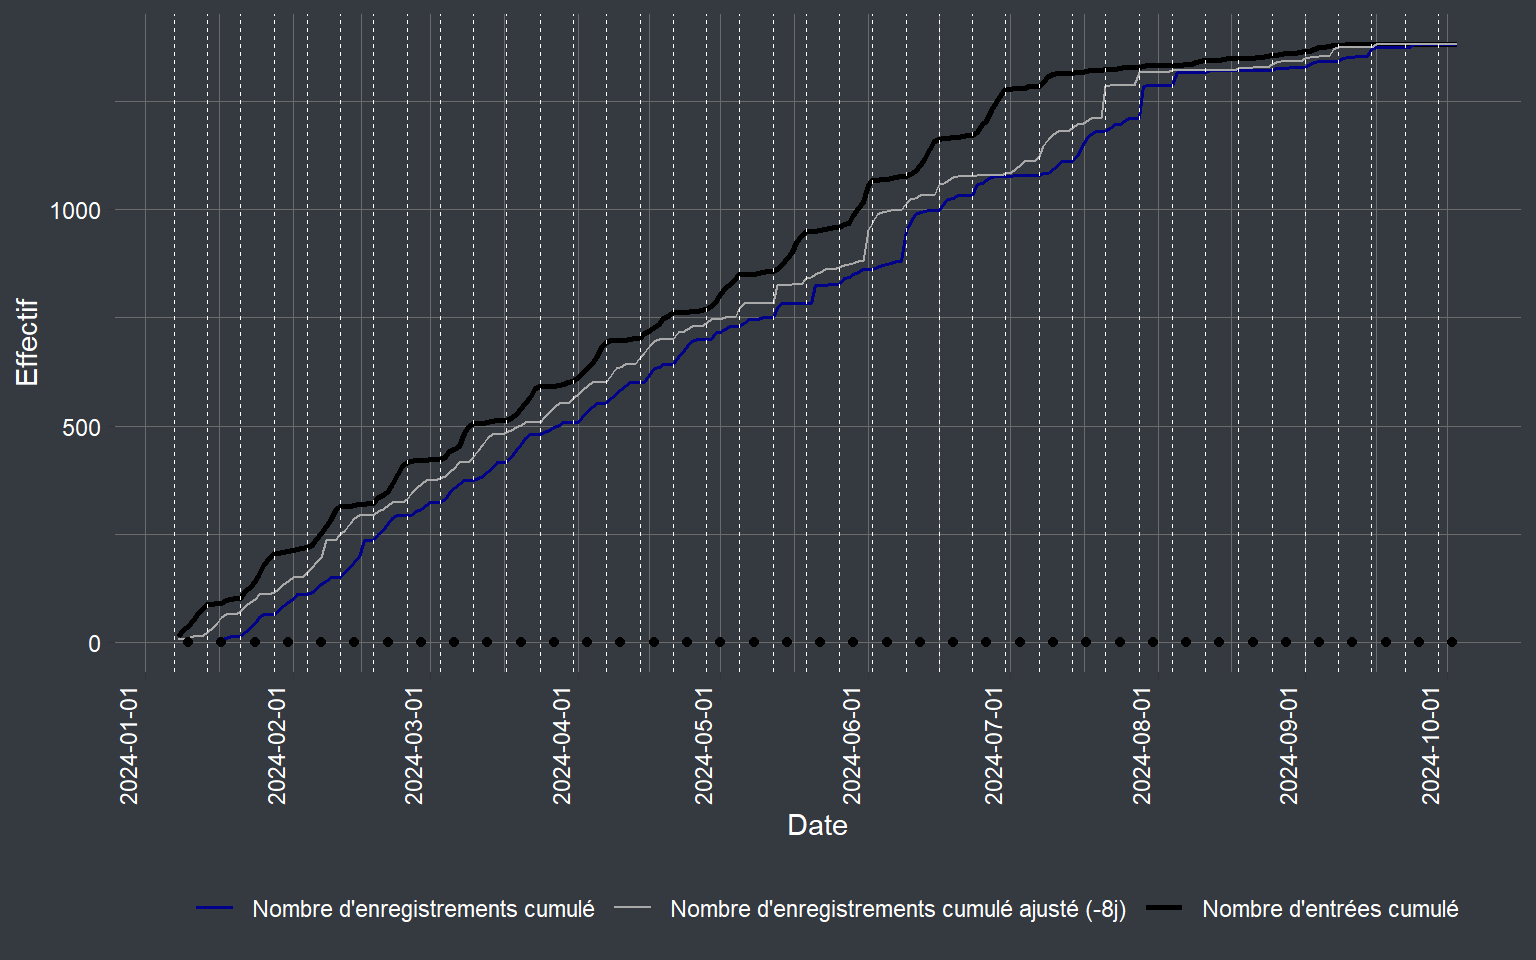 Effectif
1000
500
0
2024-01-01
2024-02-01
2024-03-01
2024-04-01
2024-05-01
2024-06-01
2024-07-01
2024-08-01
2024-09-01
2024-10-01
Date
Nombre d'enregistrements cumulé
Nombre d'enregistrements cumulé ajusté (-8j)
Nombre d'entrées cumulé